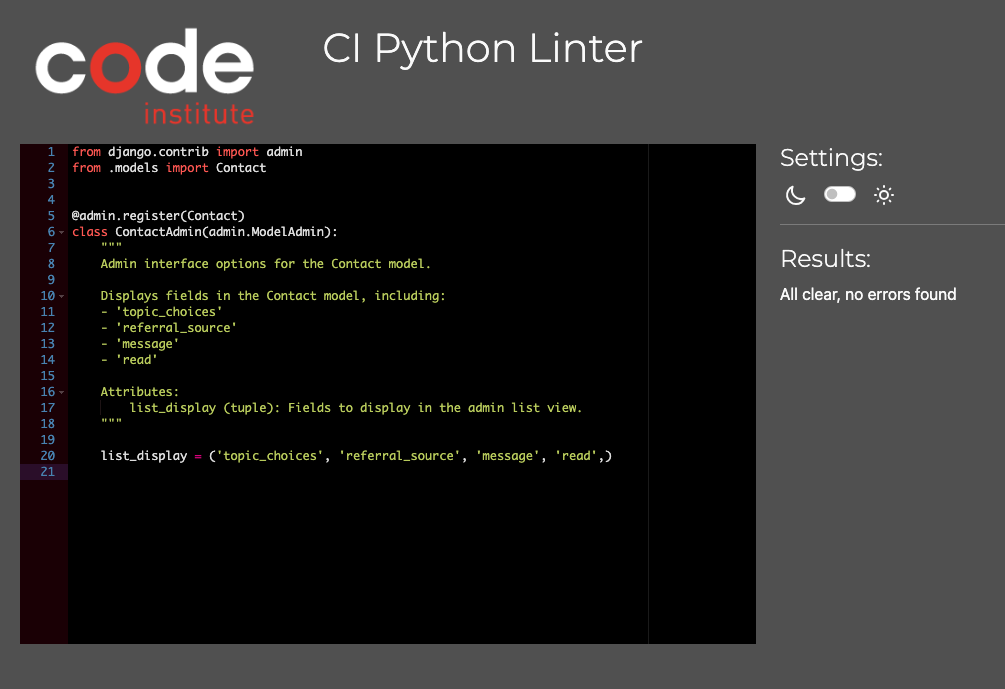 code
institute
CI Python Linter
1 from django.contrib import admin
2 from .models import Contact
3
4
5 @admin.register(Contact)
6 class ContactAdmin(admin.ModelAdmin):
7     """
8     Admin interface options for the Contact model.
9
10     Displays fields in the Contact model, including:
11     - 'topic_choices'
12     - 'referral_source'
13     - 'message'
14     - 'read'
15
16     Attributes:
17         list_display (tuple): Fields to display in the admin list view.
18     """
19
20     list_display = ('topic_choices', 'referral_source', 'message', 'read',)
21
Settings:
Results:
All clear, no errors found